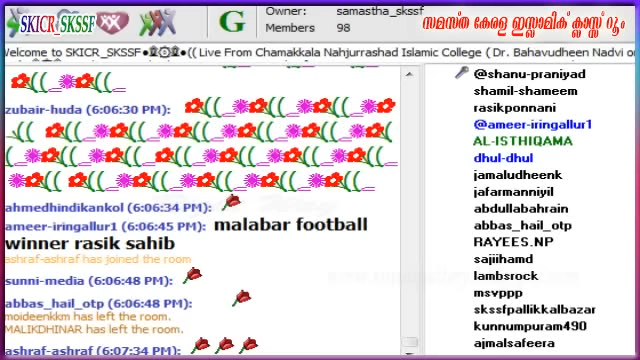 SKICR_SKSSF
G
Owner: samastha_skssf
Members 98
സമസ്ത കേരള ഇസ്ലാമിക് ക്ലാസ്സ് റൂം
Welcome to SKICR_SKSSF●۩۞۩●(( Live From Chamakkala Nahjurrashad Islamic College ( Dr. Bahavudheen Nadvi on
zubair-huda (6:06:30 PM):
ahmedhindikankol (6:06:34 PM):
ameer-iringallur1 (6:06:45 PM): malabar football
winner rasik sahib
ashraf-ashraf has joined the room
sunni-media (6:06:48 PM):
abbas_hail_otp (6:06:48 PM):
moideenkkm has left the room.
MALIKDHINAR has left the room.
ashraf-ashraf (6:07:34 PM):
@shanu-praniyad
shamil-shameem
rasikponnani
@ameer-iringallur1
AL-ISTHIQAMA
dhul-dhul
jamaludheenk
jafarmanniyil
abdullabahrain
abbas_hail_otp
RAYEES.NP
sajiihamd
lambsrock
msvppp
skssfpallikkalbazar
kunnumpuram490
ajmalsafeera